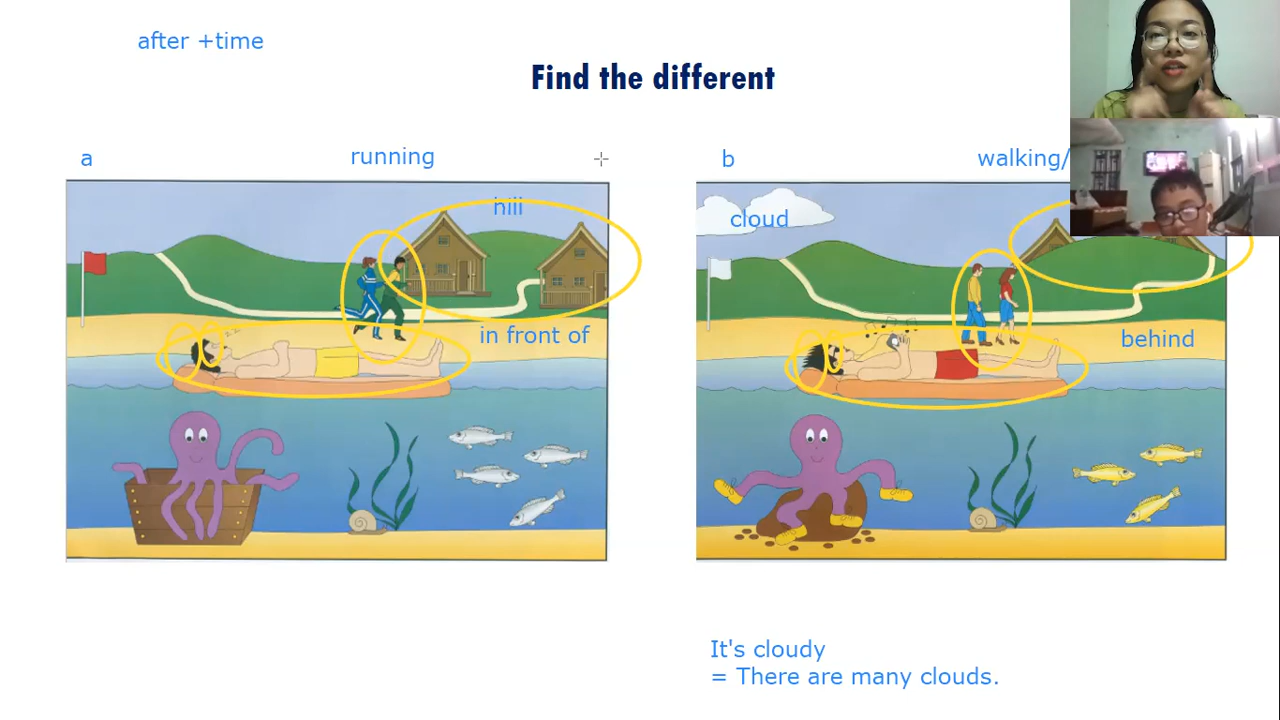 after +time
Find the different
a
running
b
walking/
hill
cloud
in front of
behind
It's cloudy
= There are many clouds.